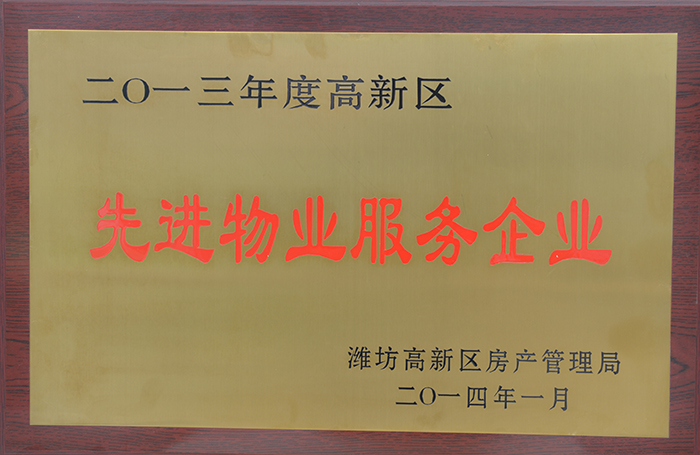 二〇一三年度高新区
先进物业服务企业
潍坊高新区房产管理局
二〇一四年一月